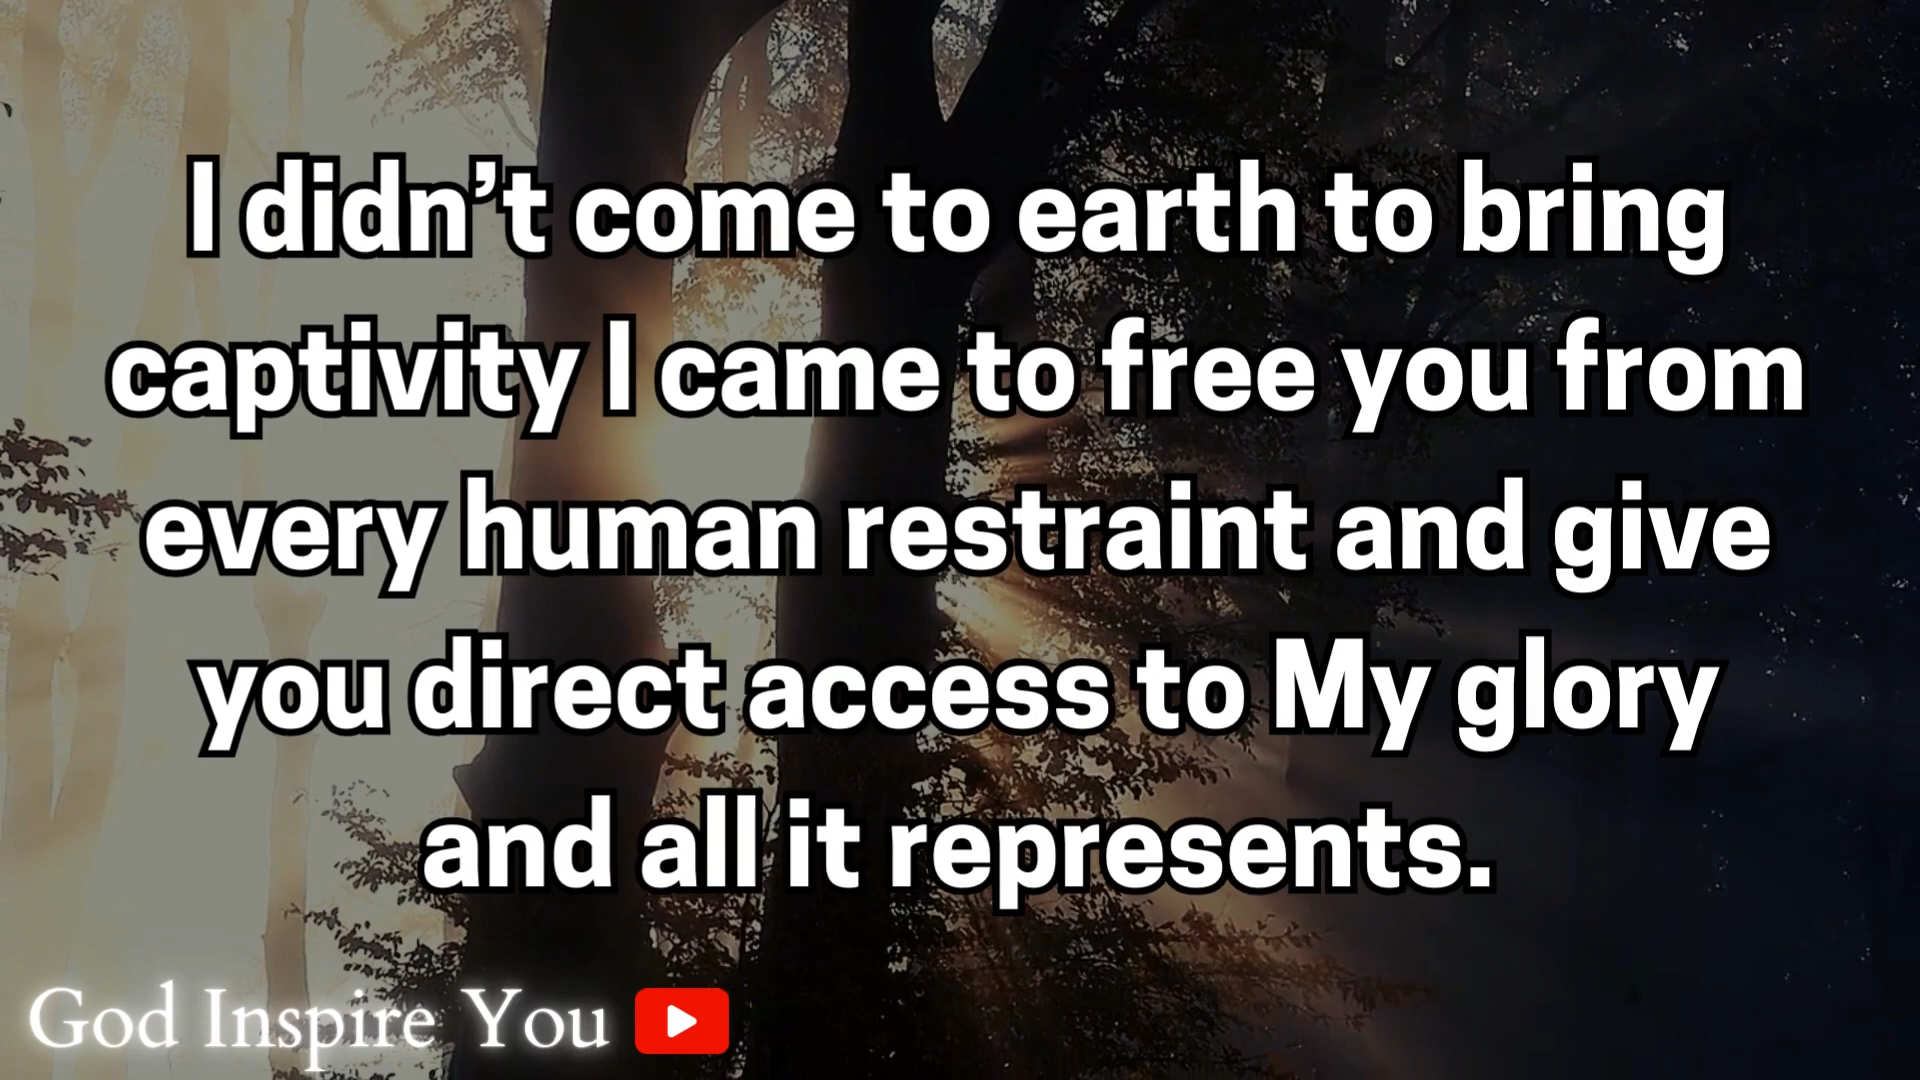 I didn’t come to earth to bring
captivity I came to free you from
every human restraint and give
you direct access to My glory
and all it represents.
God Inspire You